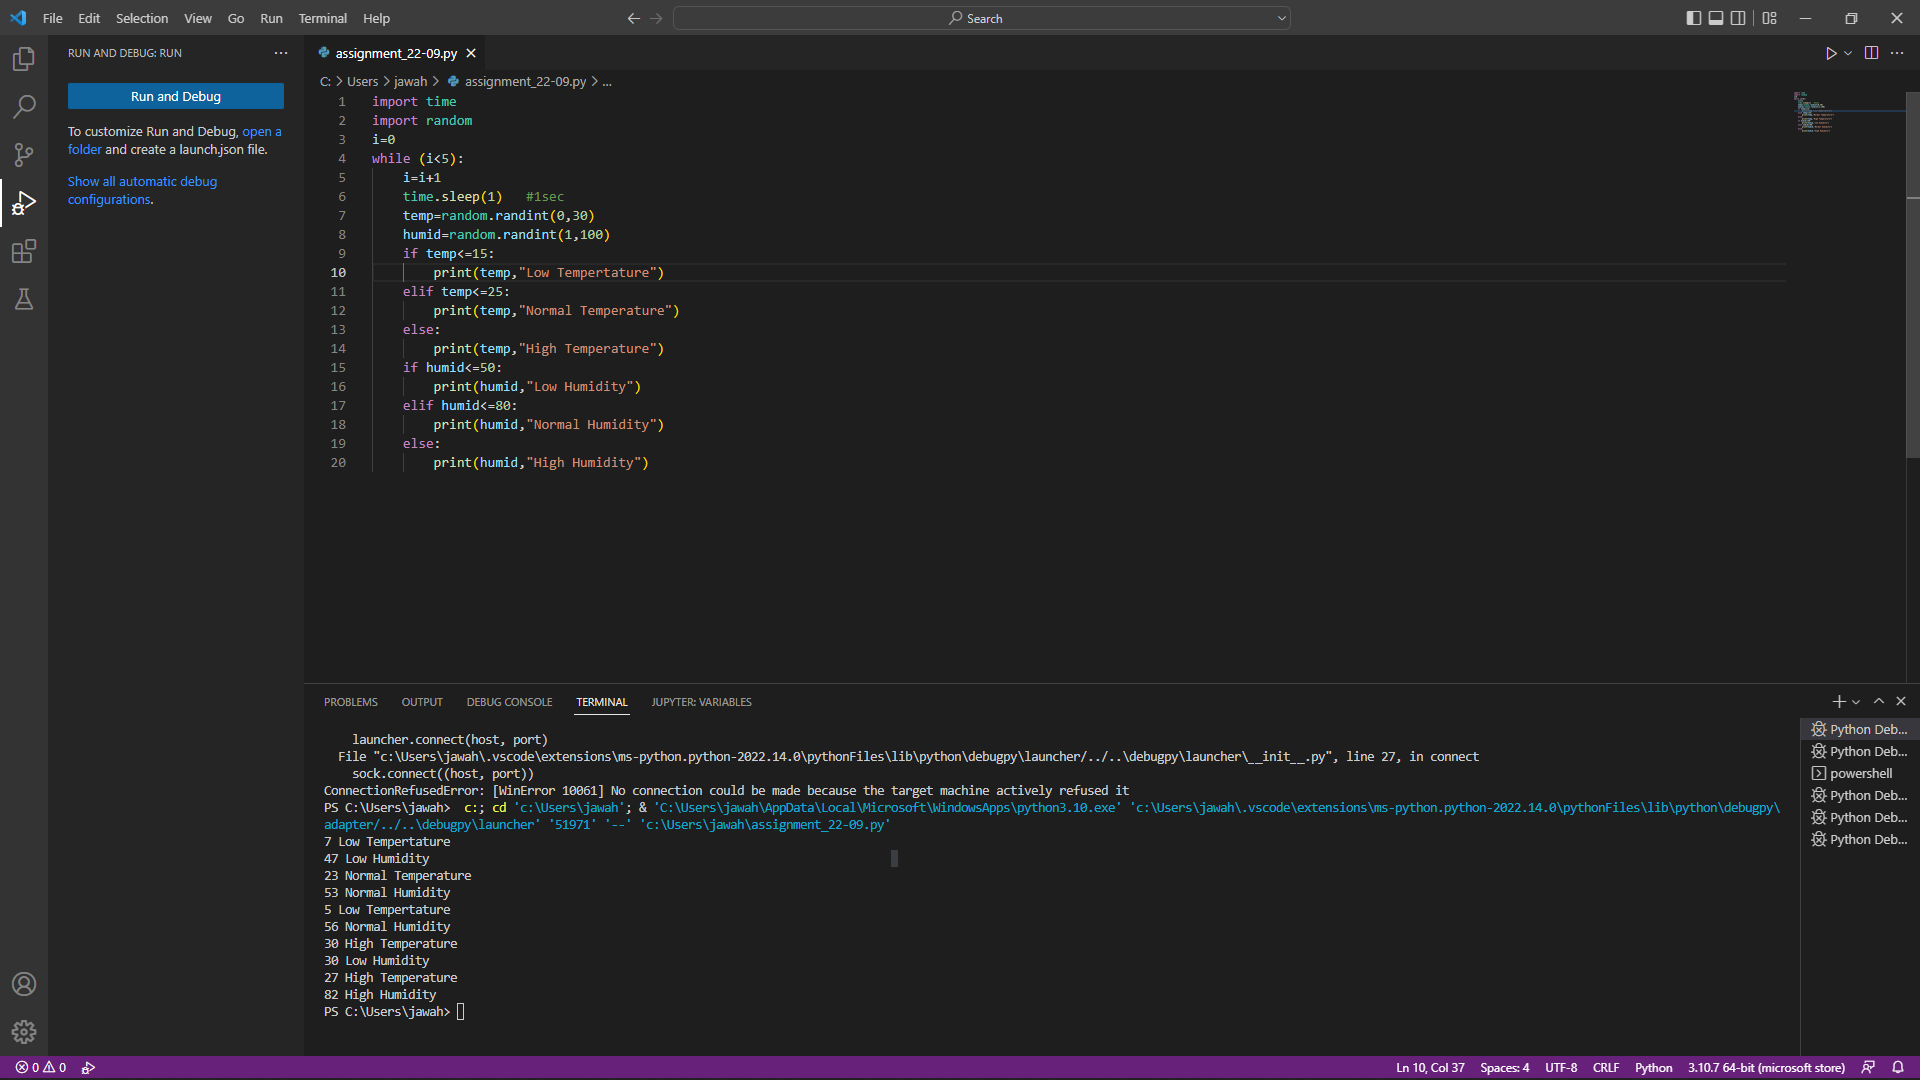 File Edit Selection View Go Run Terminal Help
Search
RUN AND DEBUG: RUN
Run and Debug
To customize Run and Debug, open a
folder and create a launch.json file.
Show all automatic debug
configurations.
assignment_22-09.py
C: > Users > jawah > assignment_22-09.py > ...
1 import time
2 import random
3 i=0
4 while (i<5):
5     i=i+1
6     time.sleep(1)   #1sec
7     temp=random.randint(0,30)
8     humid=random.randint(1,100)
9     if temp<=15:
10         print(temp,"Low Tempertature")
11     elif temp<=25:
12         print(temp,"Normal Temperature")
13     else:
14         print(temp,"High Temperature")
15     if humid<=50:
16         print(humid,"Low Humidity")
17     elif humid<=80:
18         print(humid,"Normal Humidity")
19     else:
20         print(humid,"High Humidity")
PROBLEMS OUTPUT DEBUG CONSOLE TERMINAL JUPYTER: VARIABLES
launcher.connect(host, port)
File "c:\Users\jawah\.vscode\extensions\ms-python.python-2022.14.0\pythonFiles\lib\python\debugpy\launcher/../..\debugpy\launcher\__init__.py", line 27, in connect
sock.connect((host, port))
ConnectionRefusedError: [WinError 10061] No connection could be made because the target machine actively refused it
PS C:\Users\jawah>  c:; cd 'c:\Users\jawah'; & 'C:\Users\jawah\AppData\Local\Microsoft\WindowsApps\python3.10.exe' 'c:\Users\jawah\.vscode\extensions\ms-python.python-2022.14.0\pythonFiles\lib\python\debugpy\
adapter/../..\debugpy\launcher' '51971' '--' 'c:\Users\jawah\assignment_22-09.py'
7 Low Tempertature
47 Low Humidity
23 Normal Temperature
53 Normal Humidity
5 Low Tempertature
56 Normal Humidity
30 High Temperature
30 Low Humidity
27 High Temperature
82 High Humidity
PS C:\Users\jawah>
Python Deb...
Python Deb...
powershell
Python Deb...
Python Deb...
Python Deb...
0 0
Ln 10, Col 37 Spaces: 4 UTF-8 CRLF Python 3.10.7 64-bit (microsoft store)